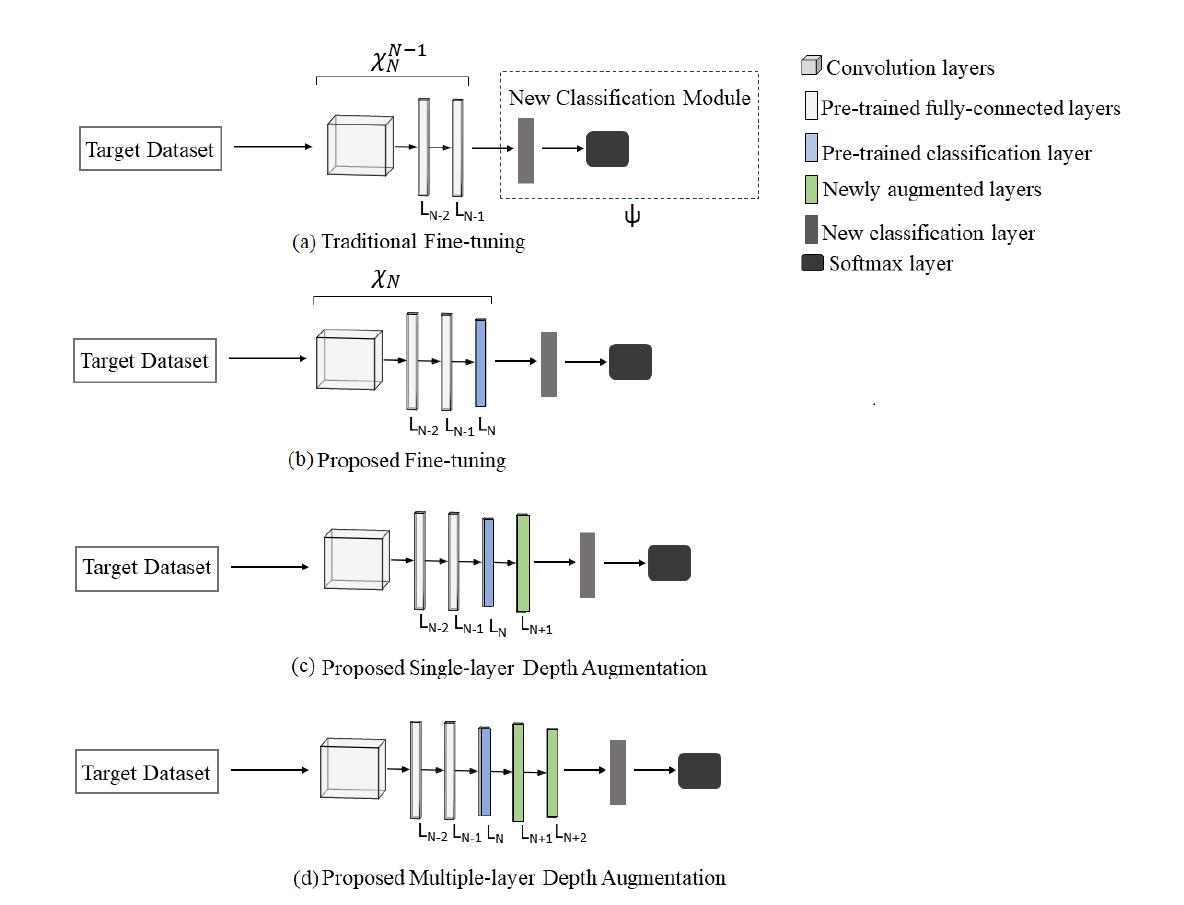 χ_N^{N−1}
New Classification Module
Target Dataset
L_{N-2} L_{N-1}
ψ
(a) Traditional Fine-tuning
Convolution layers
Pre-trained fully-connected layers
Pre-trained classification layer
Newly augmented layers
New classification layer
Softmax layer
χ_N
Target Dataset
L_{N-2} L_{N-1} L_N
(b) Proposed Fine-tuning
Target Dataset
L_{N-2} L_{N-1} L_N L_{N+1}
(c) Proposed Single-layer Depth Augmentation
Target Dataset
L_{N-2} L_{N-1} L_N L_{N+1} L_{N+2}
(d) Proposed Multiple-layer Depth Augmentation